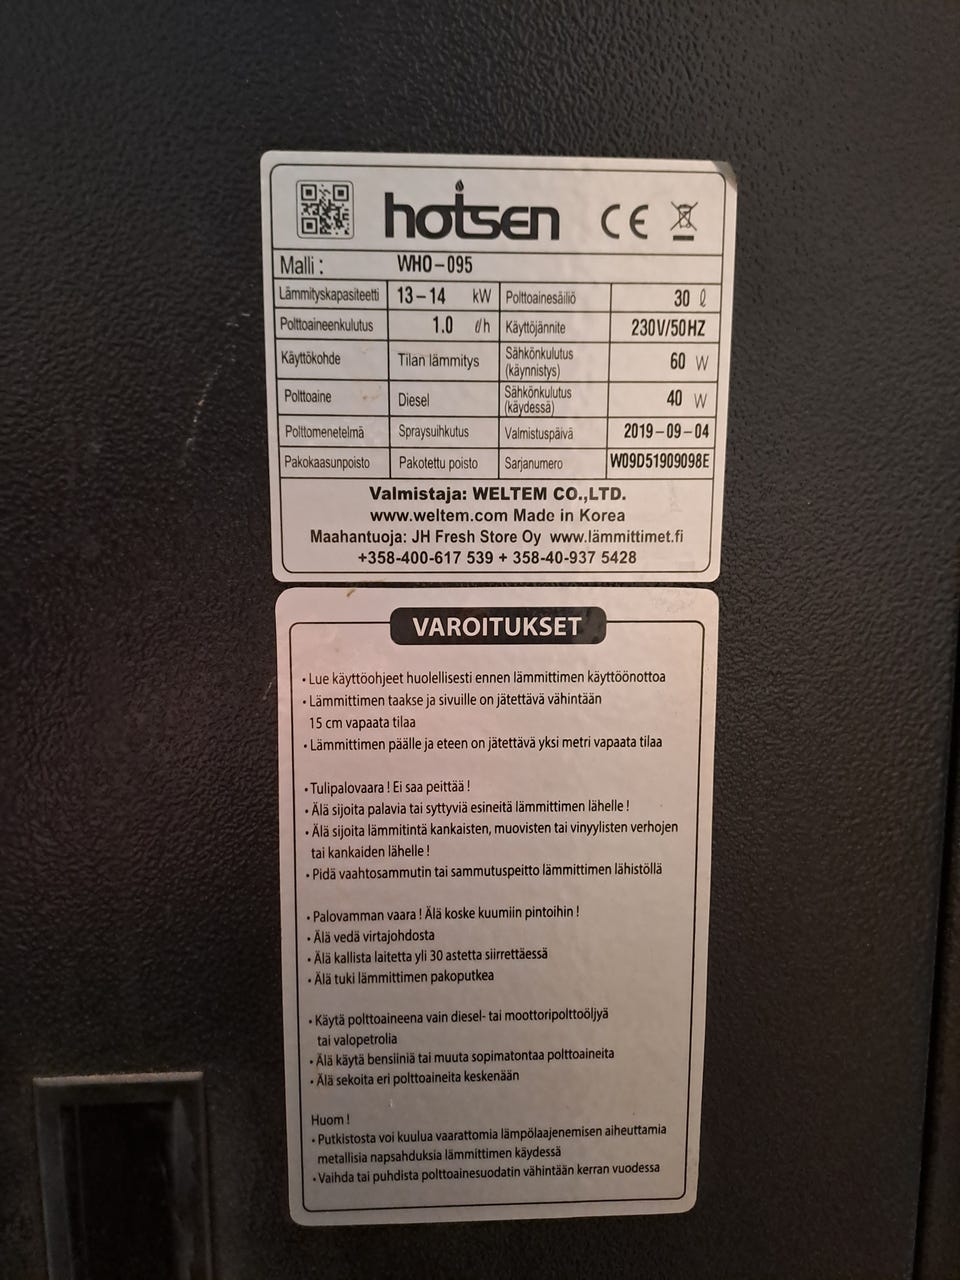 hotsen CE
Malli : WHO-095
Lämmityskapasiteetti 13-14 kW Polttoainesäiliö 30 ℓ
Polttoaineenkulutus 1.0 ℓ/h Käyttöjännite 230V/50HZ
Käyttökohde Tilan lämmitys Sähkönkulutus (käynnistys) 60 W
Polttoaine Diesel Sähkönkulutus (käydessä) 40 W
Polttomenetelmä Spraysuihkutus Valmistuspäivä 2019-09-04
Pakokaasunpoisto Pakotettu poisto Sarjanumero W09D51909098E
Valmistaja: WELTEM CO.,LTD.
www.weltem.com Made in Korea
Maahantuoja: JH Fresh Store Oy www.lämmittimet.fi
+358-400-617 539 + 358-40-937 5428
VAROITUKSET
• Lue käyttöohjeet huolellisesti ennen lämmittimen käyttöönottoa
• Lämmittimen taakse ja sivuille on jätettävä vähintään
15 cm vapaata tilaa
• Lämmittimen päälle ja eteen on jätettävä yksi metri vapaata tilaa
• Tulipalovaara ! Ei saa peittää !
• Älä sijoita palavia tai syttyviä esineitä lämmittimen lähelle !
• Älä sijoita lämmitintä kankaisten, muovisten tai vinyylisten verhojen
tai kankaiden lähelle !
• Pidä vaahtosammutin tai sammutuspeitto lämmittimen lähistöllä
• Palovamman vaara ! Älä koske kuumiin pintoihin !
• Älä vedä virtajohdosta
• Älä kallista laitetta yli 30 astetta siirrettäessä
• Älä tuki lämmittimen pakoputkea
• Käytä polttoaineena vain diesel- tai moottoripolttoöljyä
tai valopetrolia
• Älä käytä bensiiniä tai muuta sopimatontaa polttoaineita
• Älä sekoita eri polttoaineita keskenään
Huom !
• Putkistosta voi kuulua vaarattomia lämpölaajenemisen aiheuttamia
metallisia napsahduksia lämmittimen käydessä
• Vaihda tai puhdista polttoainesuodatin vähintään kerran vuodessa